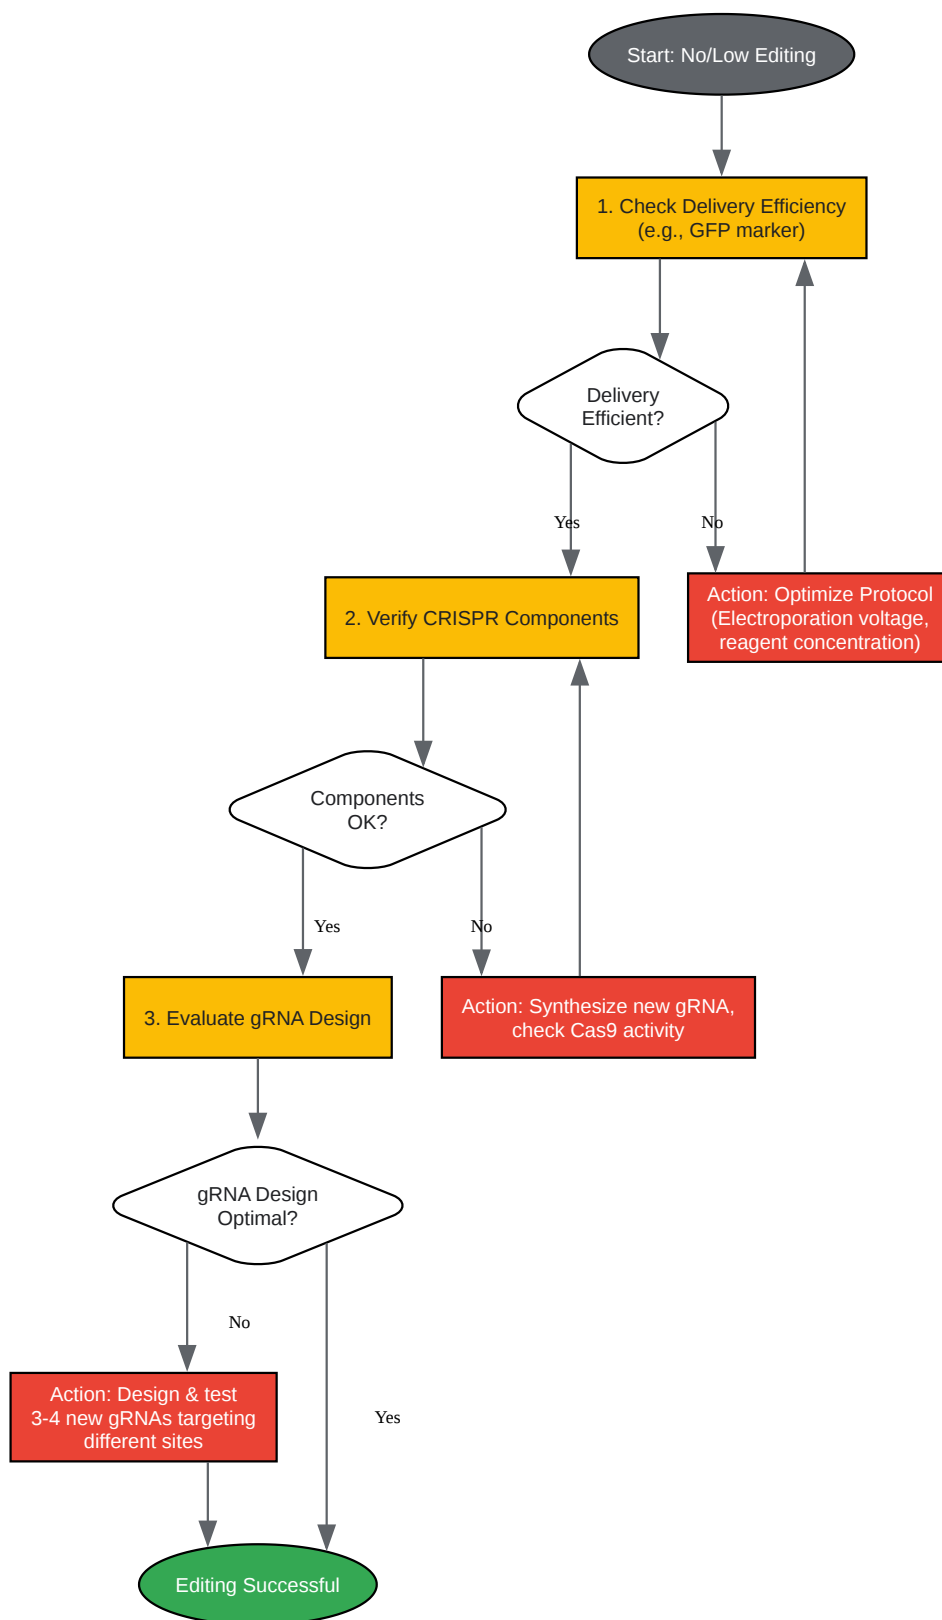 Start: No/Low Editing
1. Check Delivery Efficiency
(e.g., GFP marker)
Delivery
Efficient?
Yes
No
Action: Optimize Protocol
(Electroporation voltage,
reagent concentration)
2. Verify CRISPR Components
Components
OK?
Yes
No
3. Evaluate gRNA Design
Action: Synthesize new gRNA,
check Cas9 activity
gRNA Design
Optimal?
No
Action: Design & test
3-4 new gRNAs targeting
different sites
Yes
Editing Successful